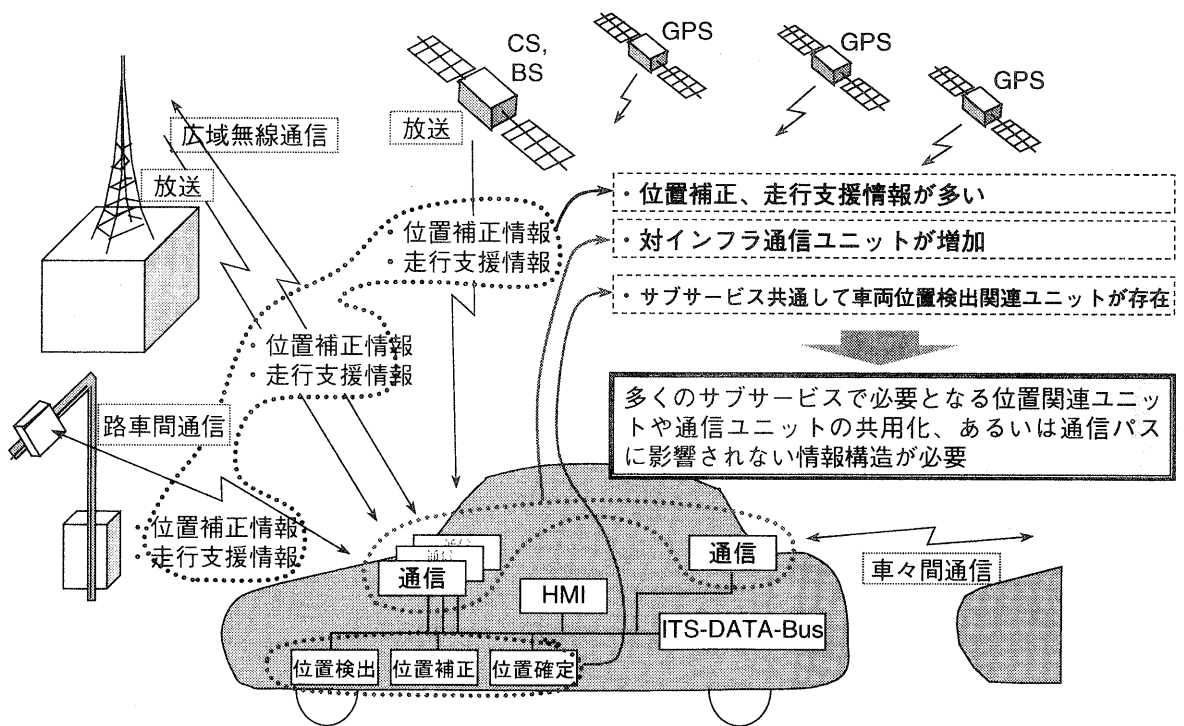 CS,
BS
GPS
GPS
GPS
広域無線通信
放送
放送
・位置補正、走行支援情報が多い
・対インフラ通信ユニットが増加
・サブサービス共通して車両位置検出関連ユニットが存在
位置補正情報
走行支援情報
位置補正情報
走行支援情報
多くのサブサービスで必要となる位置関連ユニッ
トや通信ユニットの共用化、あるいは通信パス
に影響されない情報構造が必要
路車間通信
位置補正情報
走行支援情報
通信
通信
車々間通信
HMI
ITS-DATA-Bus
位置検出
位置補正
位置確定